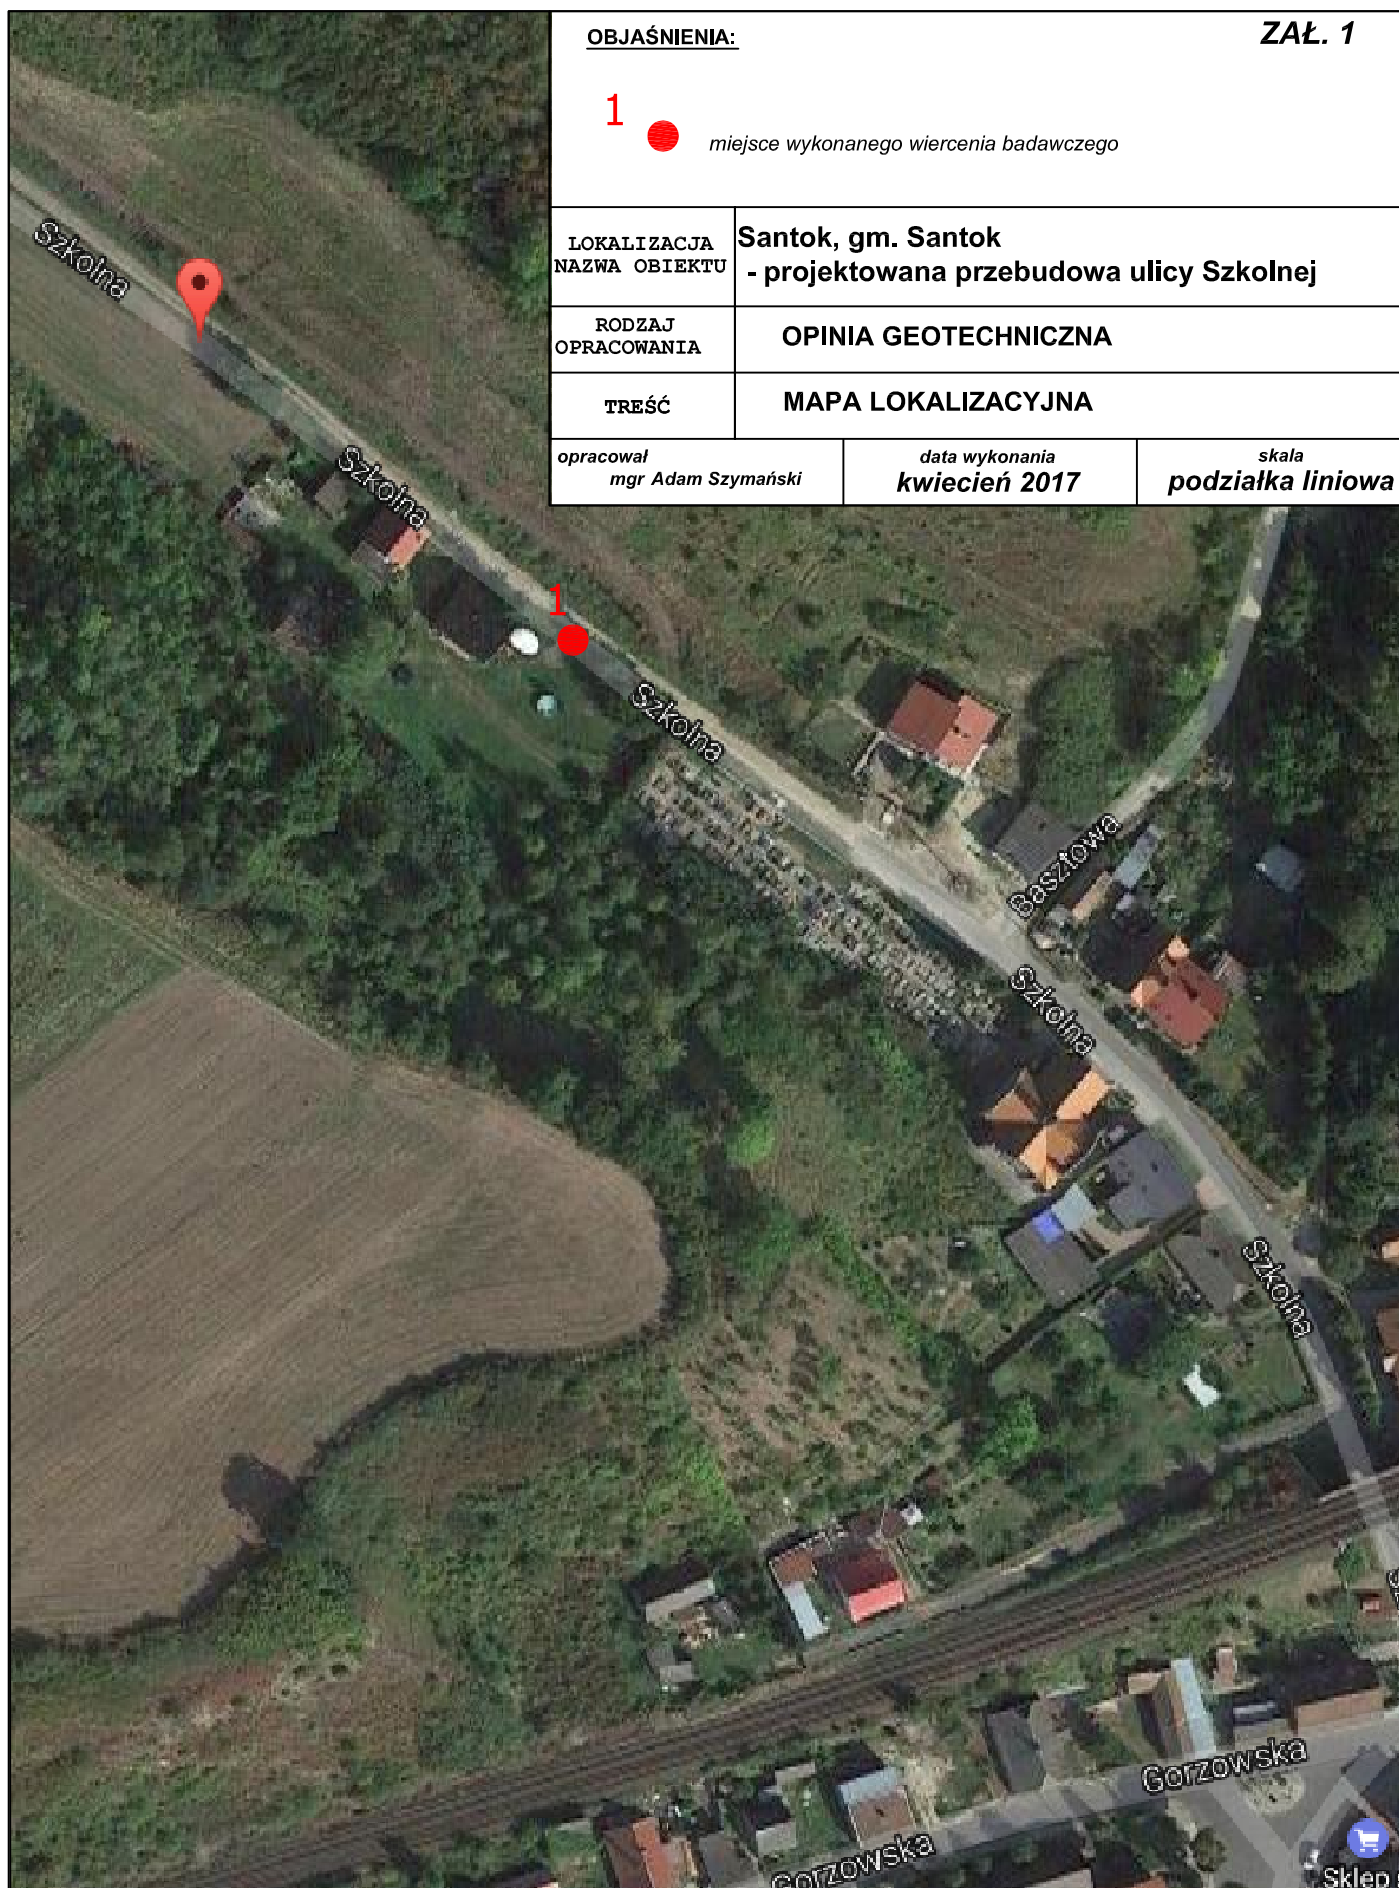 OBJAŚNIENIA:
ZAŁ. 1
1
miejsce wykonanego wiercenia badawczego
LOKALIZACJA
NAZWA OBIEKTU
Santok, gm. Santok
- projektowana przebudowa ulicy Szkolnej
RODZAJ
OPRACOWANIA
OPINIA GEOTECHNICZNA
TREŚĆ
MAPA LOKALIZACYJNA
opracował
mgr Adam Szymański
data wykonania
kwiecień 2017
skala
podziałka liniowa
Szkolna
Szkolna
1
Szkolna
Basztowa
Szkolna
Szkolna
Gorzowska
Gorzowska
Sklep